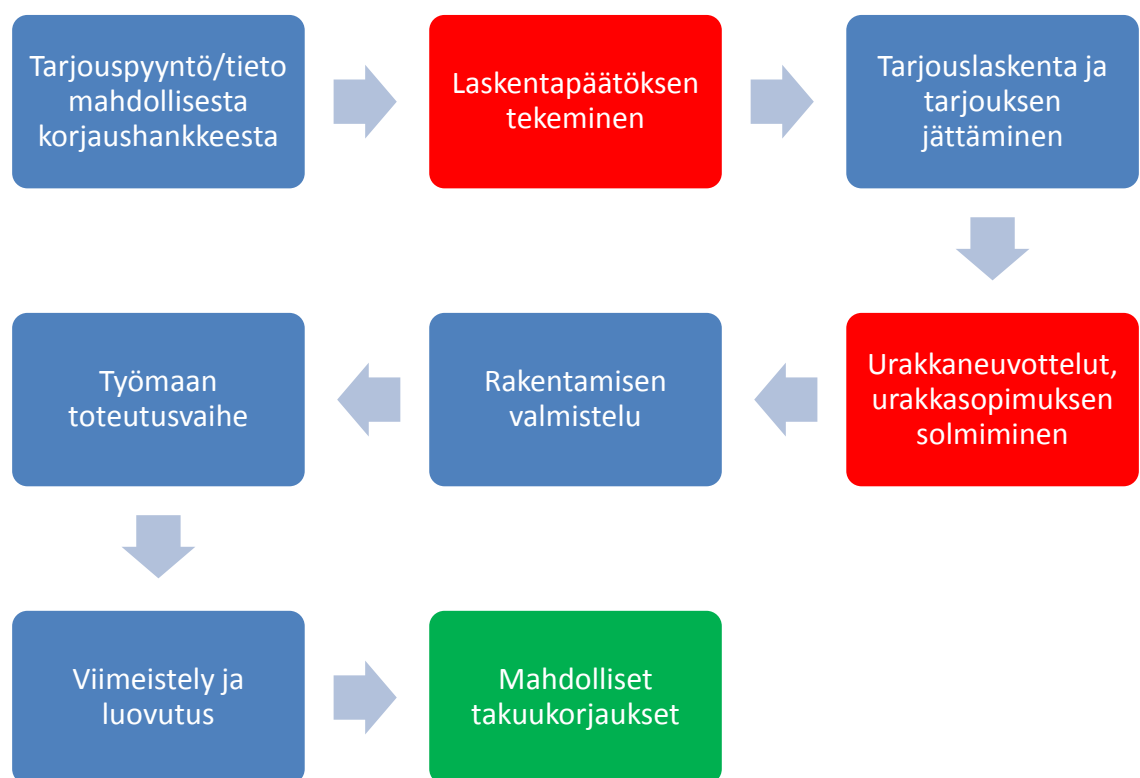 Tarjouspyyntö/tieto
mahdollisesta
korjaushankkeesta
Laskentapäätöksen
tekeminen
Tarjouslaskenta ja
tarjouksen
jättäminen
Urakkaneuvottelut,
urakkasopimuksen
solmiminen
Rakentamisen
valmistelu
Työmaan
toteutusvaihe
Viimeistely ja
luovutus
Mahdolliset
takuukorjaukset